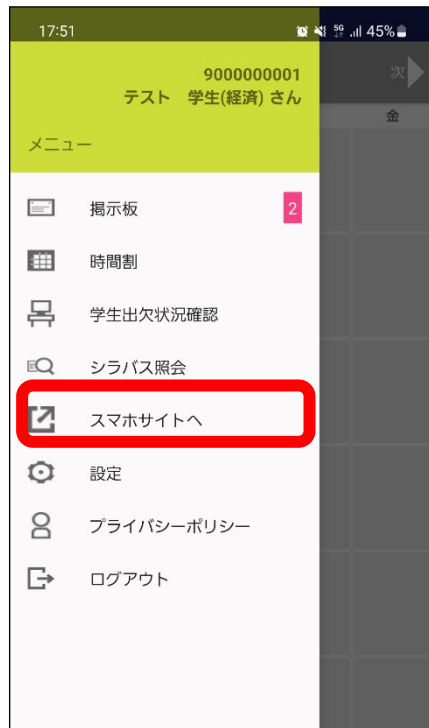 17:51 5G 45%
9000000001
テスト 学生(経済) さん
メニュー
次
金
掲示板 2
時間割
学生出欠状況確認
シラバス照会
スマホサイトへ
設定
プライバシーポリシー
ログアウト